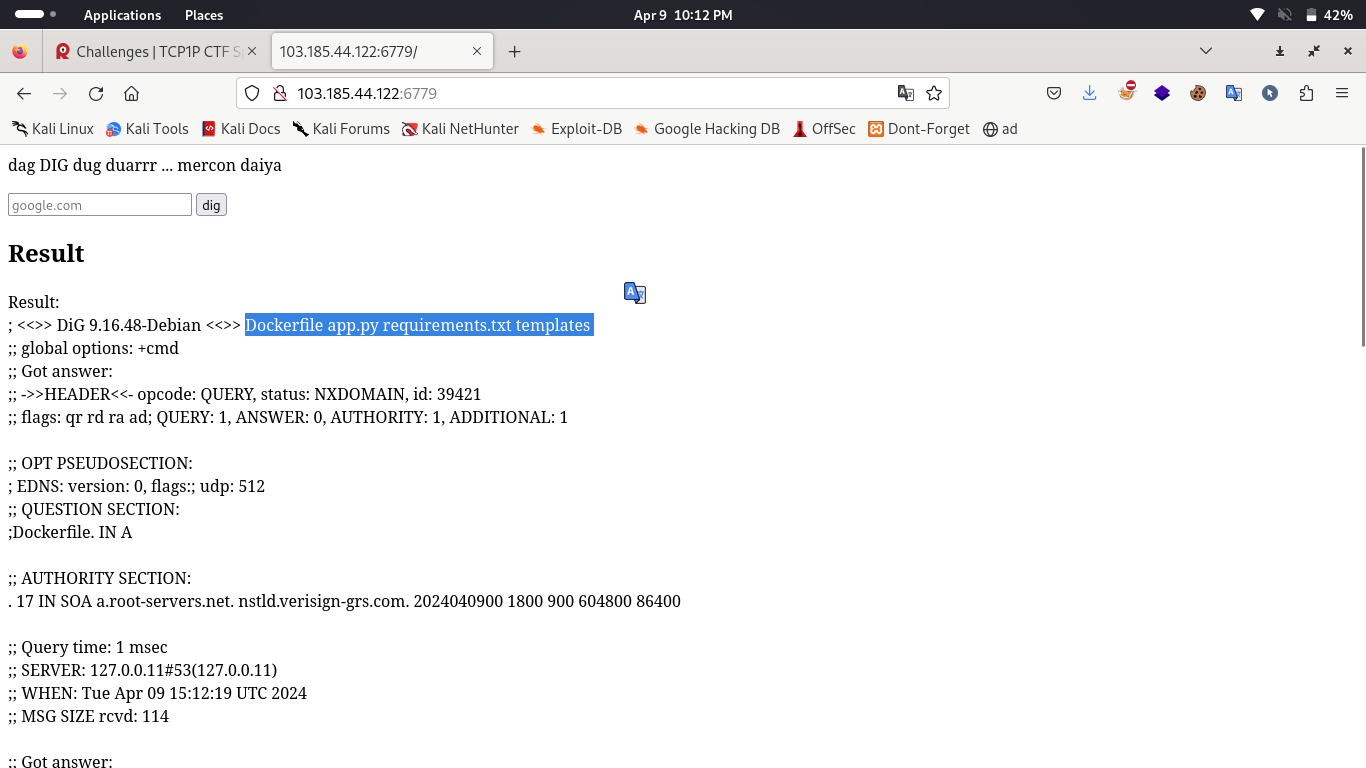 Applications Places Apr 9 10:12 PM 42%
Challenges | TCP1P CTF S 103.185.44.122:6779/
103.185.44.122:6779
Kali Linux Kali Tools Kali Docs Kali Forums Kali NetHunter Exploit-DB Google Hacking DB OffSec Dont-Forget ad
dag DIG dug duarrr ... mercon daiya
google.com dig
Result
Result:
; <<>> DiG 9.16.48-Debian <<>> Dockerfile app.py requirements.txt templates
;; global options: +cmd
;; Got answer:
;; ->>HEADER<<- opcode: QUERY, status: NXDOMAIN, id: 39421
;; flags: qr rd ra ad; QUERY: 1, ANSWER: 0, AUTHORITY: 1, ADDITIONAL: 1
;; OPT PSEUDOSECTION:
; EDNS: version: 0, flags:; udp: 512
;; QUESTION SECTION:
;Dockerfile. IN A
;; AUTHORITY SECTION:
. 17 IN SOA a.root-servers.net. nstld.verisign-grs.com. 2024040900 1800 900 604800 86400
;; Query time: 1 msec
;; SERVER: 127.0.0.11#53(127.0.0.11)
;; WHEN: Tue Apr 09 15:12:19 UTC 2024
;; MSG SIZE rcvd: 114
;; Got answer: